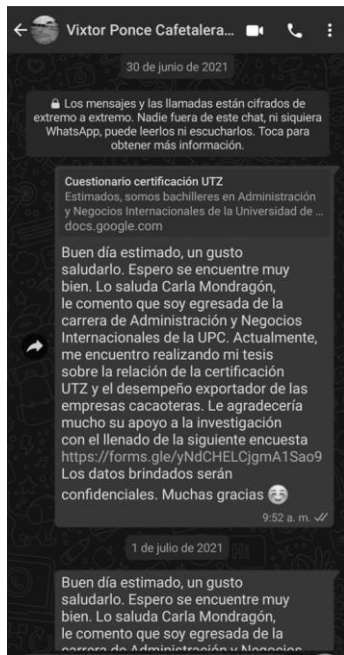 Vixtor Ponce Cafetalera...
30 de junio de 2021
Los mensajes y las llamadas están cifrados de
extremo a extremo. Nadie fuera de este chat, ni siquiera
WhatsApp, puede leerlos ni escucharlos. Toca para
obtener más información.
Cuestionario certificación UTZ
Estimados, somos bachilleres en Administración
y Negocios Internacionales de la Universidad de ...
docs.google.com
Buen día estimado, un gusto
saludarlo. Espero se encuentre muy
bien. Lo saluda Carla Mondragón,
le comento que soy egresada de la
carrera de Administración y Negocios
Internacionales de la UPC. Actualmente,
me encuentro realizando mi tesis
sobre la relación de la certificación
UTZ y el desempeño exportador de las
empresas cacaoteras. Le agradecería
mucho su apoyo a la investigación
con el llenado de la siguiente encuesta
https://forms.gle/yNdCHELCjgmA1Sao9
Los datos brindados serán
confidenciales. Muchas gracias ☺️
9:52 a. m.
1 de julio de 2021
Buen día estimado, un gusto
saludarlo. Espero se encuentre muy
bien. Lo saluda Carla Mondragón,
le comento que soy egresada de la
carrera de Administración y Negocios